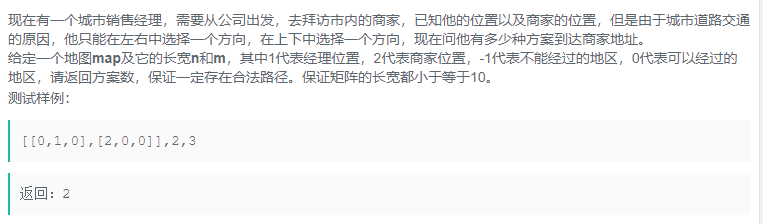 现在有一个城市销售经理，需要从公司出发，去拜访市内的商家，已知他的位置以及商家的位置，但是由于城市道路交通
的原因，他只能在左右中选择一个方向，在上下中选择一个方向，现在问他有多少种方案到达商家地址。
给定一个地图map及它的长宽n和m，其中1代表经理位置，2代表商家位置，-1代表不能经过的地区，0代表可以经过的
地区，请返回方案数，保证一定存在合法路径。保证矩阵的长宽都小于等于10。
测试样例：
[[0,1,0],[2,0,0]],2,3
返回：2